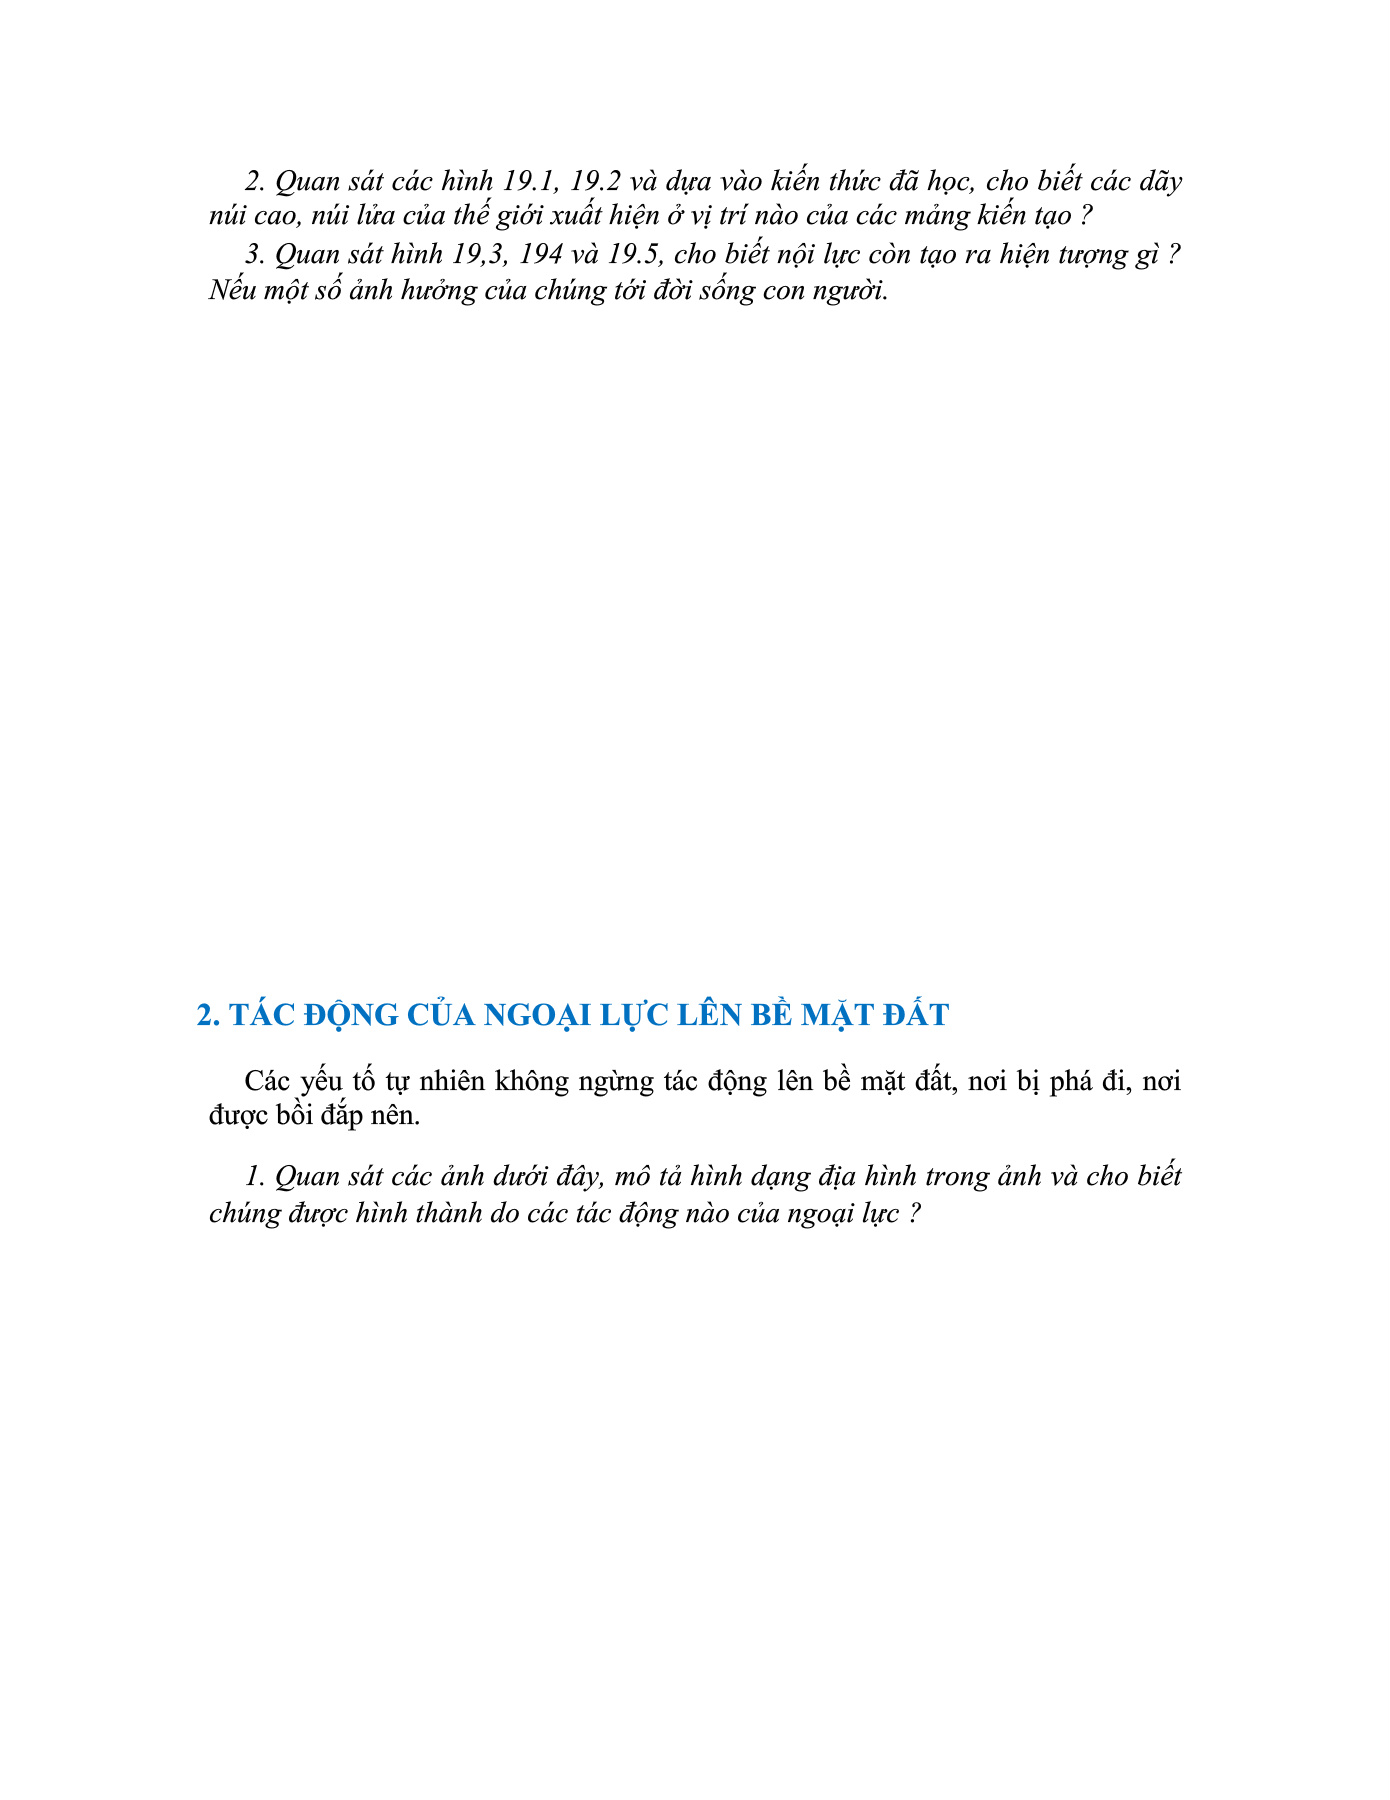 2. Quan sát các hình 19.1, 19.2 và dựa vào kiến thức đã học, cho biết các dãy
núi cao, núi lửa của thế giới xuất hiện ở vị trí nào của các mảng kiến tạo ?
3. Quan sát hình 19,3, 194 và 19.5, cho biết nội lực còn tạo ra hiện tượng gì ?
Nếu một số ảnh hưởng của chúng tới đời sống con người.
2. TÁC ĐỘNG CỦA NGOẠI LỰC LÊN BỀ MẶT ĐẤT
Các yếu tố tự nhiên không ngừng tác động lên bề mặt đất, nơi bị phá đi, nơi
được bồi đắp nên.
1. Quan sát các ảnh dưới đây, mô tả hình dạng địa hình trong ảnh và cho biết
chúng được hình thành do các tác động nào của ngoại lực ?